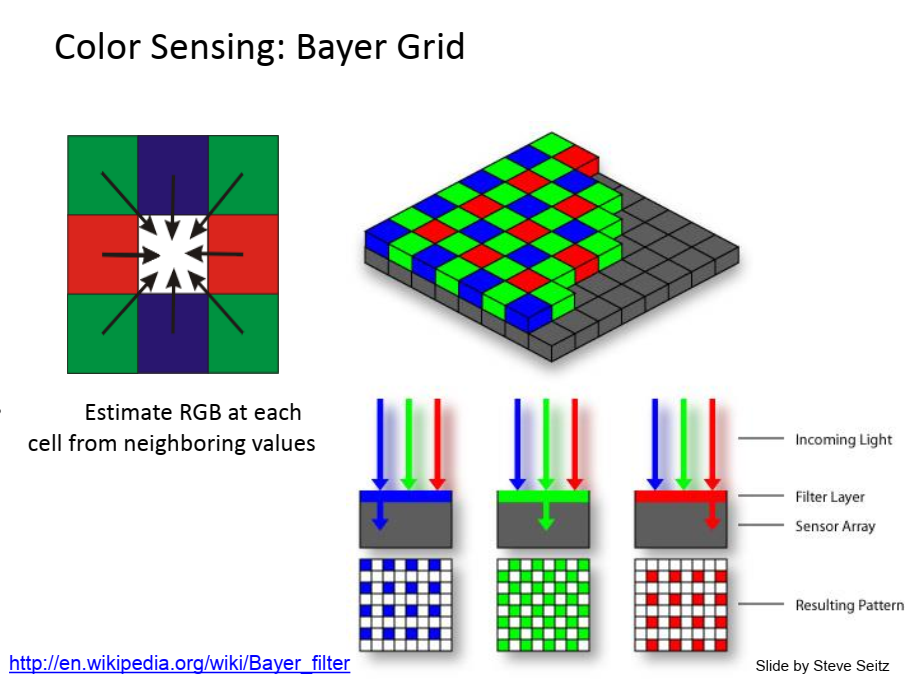 Color Sensing: Bayer Grid
Estimate RGB at each
cell from neighboring values
Incoming Light
Filter Layer
Sensor Array
Resulting Pattern
http://en.wikipedia.org/wiki/Bayer_filter
Slide by Steve Seitz